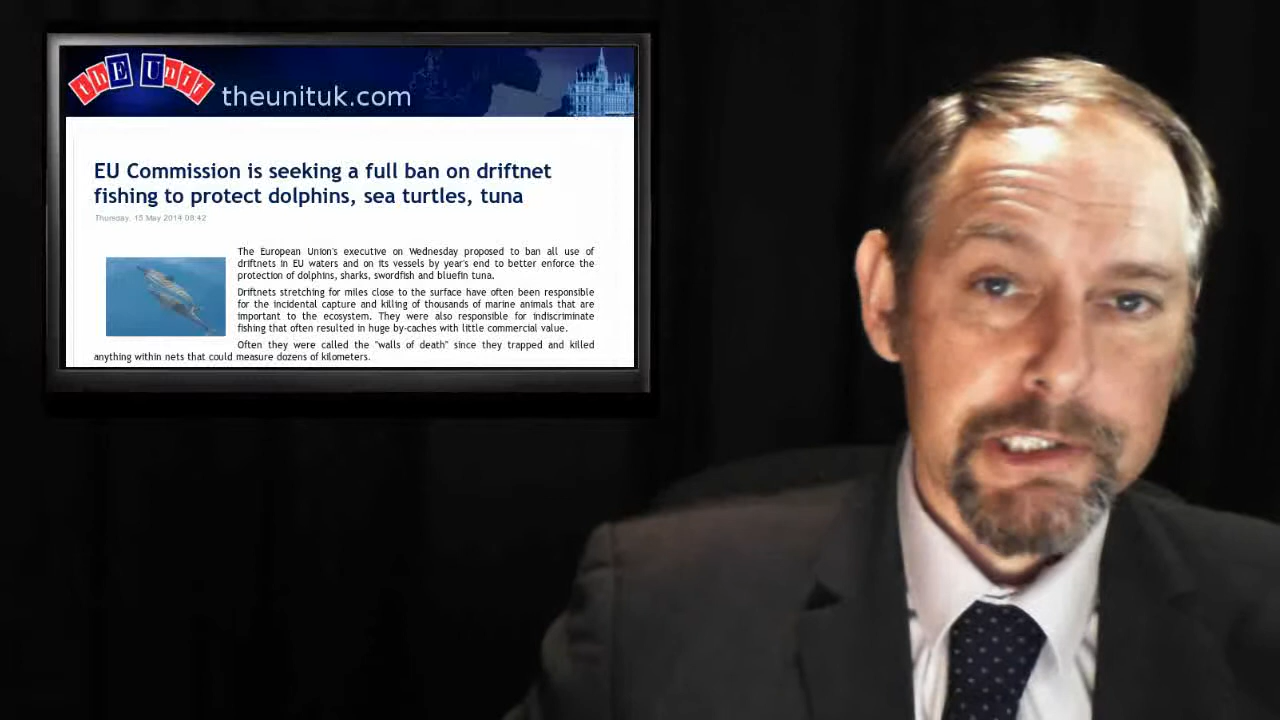 thE Unit
theunituk.com
EU Commission is seeking a full ban on driftnet
fishing to protect dolphins, sea turtles, tuna
Thursday, 15 May 2014 08:42
The European Union's executive on Wednesday proposed to ban all use of
driftnets in EU waters and on its vessels by year's end to better enforce the
protection of dolphins, sharks, swordfish and bluefin tuna.
Driftnets stretching for miles close to the surface have often been responsible
for the incidental capture and killing of thousands of marine animals that are
important to the ecosystem. They were also responsible for indiscriminate
fishing that often resulted in huge by-caches with little commercial value.
Often they were called the "walls of death" since they trapped and killed
anything within nets that could measure dozens of kilometers.